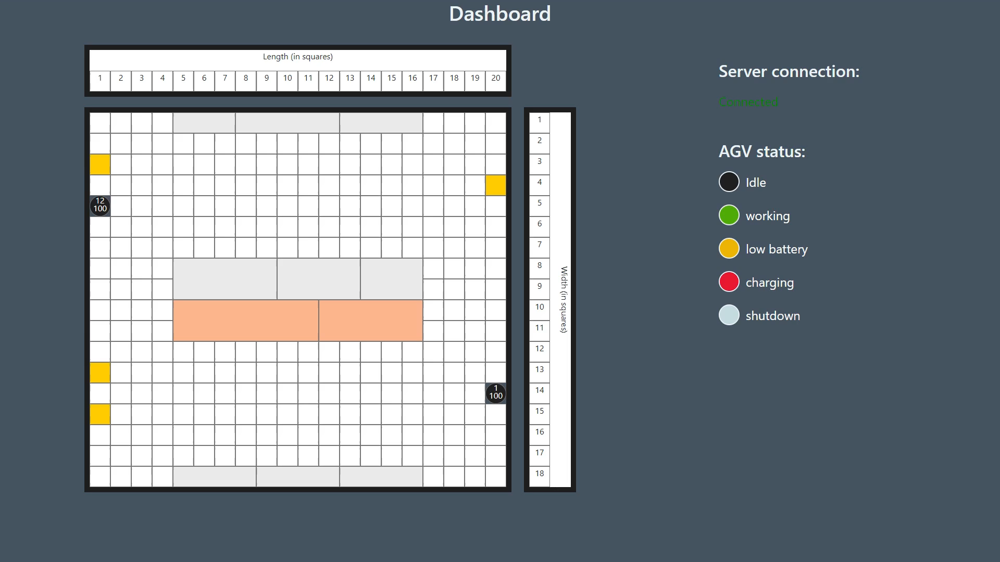 Dashboard
Length (in squares)
1 2 3 4 5 6 7 8 9 10 11 12 13 14 15 16 17 18 19 20
Server connection:
Connected
AGV status:
Idle
working
low battery
charging
shutdown
12
100
1
100
1
2
3
4
5
6
7
8
9
10
11
12
13
14
15
16
17
18
Width (in squares)